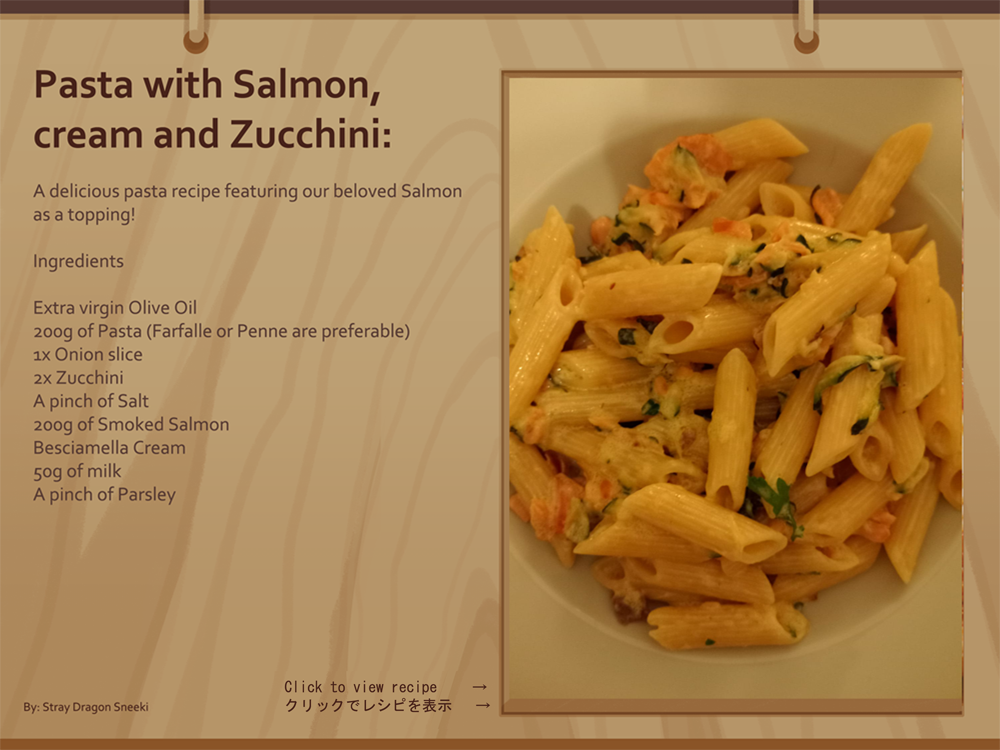 Pasta with Salmon,
cream and Zucchini:
A delicious pasta recipe featuring our beloved Salmon
as a topping!
Ingredients
Extra virgin Olive Oil
200g of Pasta (Farfalle or Penne are preferable)
1x Onion slice
2x Zucchini
A pinch of Salt
200g of Smoked Salmon
Besciamella Cream
50g of milk
A pinch of Parsley
Click to view recipe →
クリックでレシピを表示 →
By: Stray Dragon Sneeki